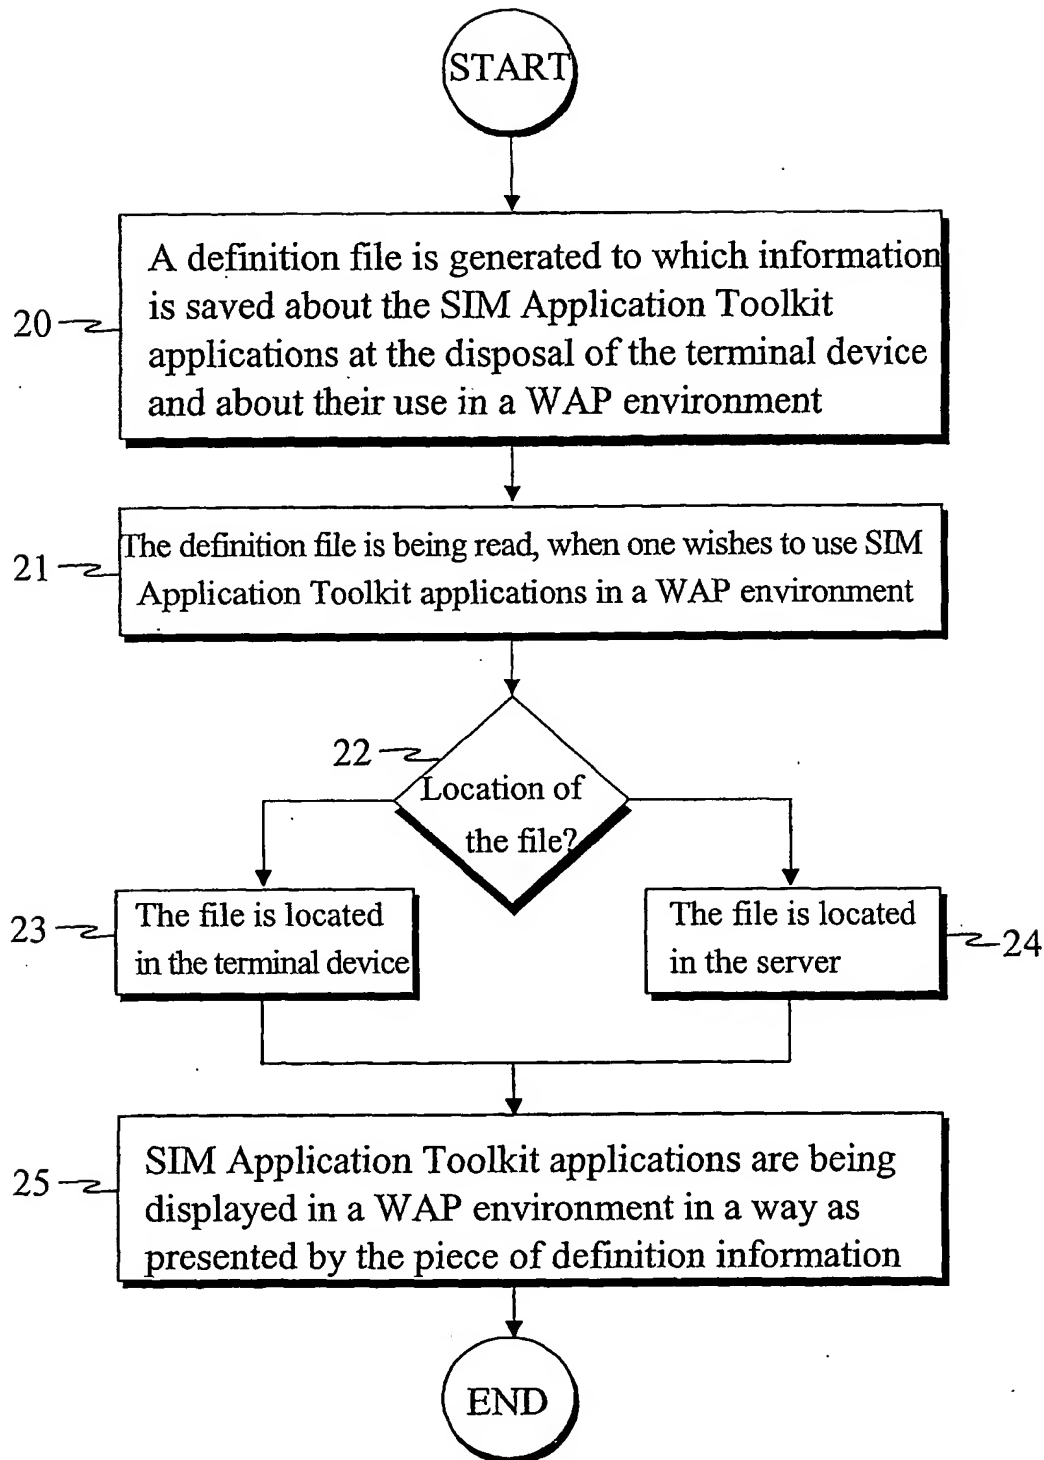 START
20
A definition file is generated to which information
is saved about the SIM Application Toolkit
applications at the disposal of the terminal device
and about their use in a WAP environment
21
The definition file is being read, when one wishes to use SIM
Application Toolkit applications in a WAP environment
22
Location of
the file?
23
The file is located
in the terminal device
The file is located
in the server
24
25
SIM Application Toolkit applications are being
displayed in a WAP environment in a way as
presented by the piece of definition information
END